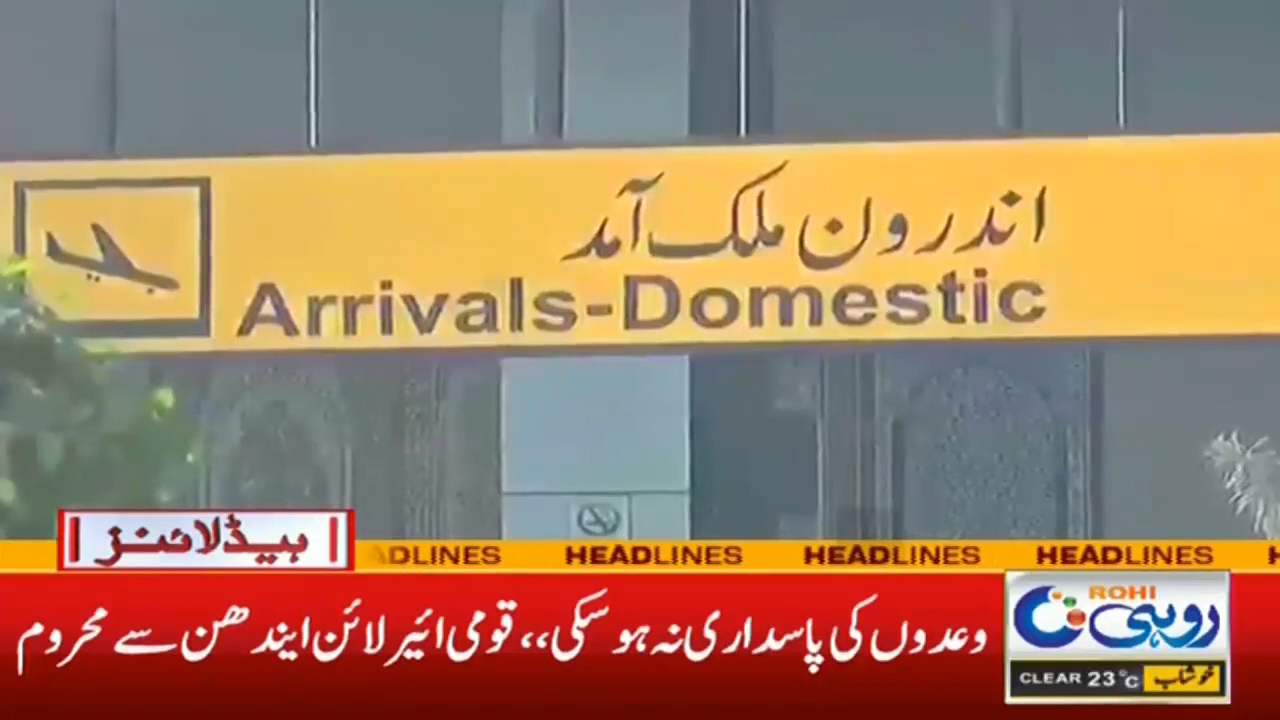 اندرون ملک آمد
Arrivals-Domestic
ہیڈلائنز
ADLINES HEADLINES HEADLINES HEADLINES H
وعدوں کی پاسداری نہ ہو سکی،، قومی ائیر لائن ایندھن سے محروم
ROHI
روہی
CLEAR 23°C خوشاب